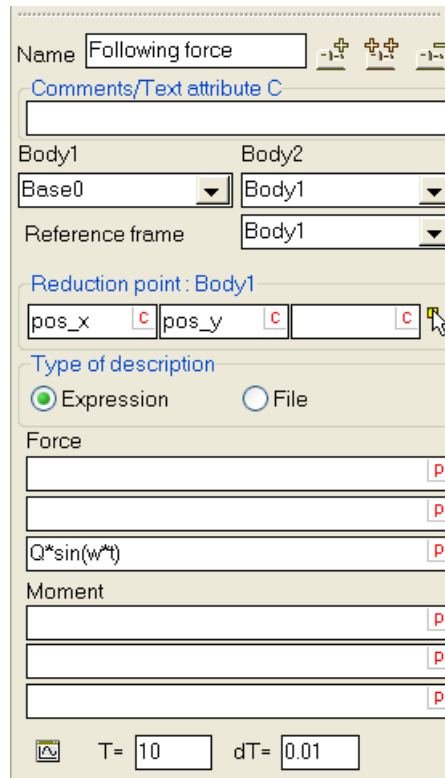 Name Following force
Comments/Text attribute C
Body1 Body2
Base0 Body1
Reference frame Body1
Reduction point : Body1
pos_x C pos_y C C
Type of description
Expression File
Force
P
P
Q*sin(w*t) P
Moment
P
P
P
T= 10 dT= 0.01